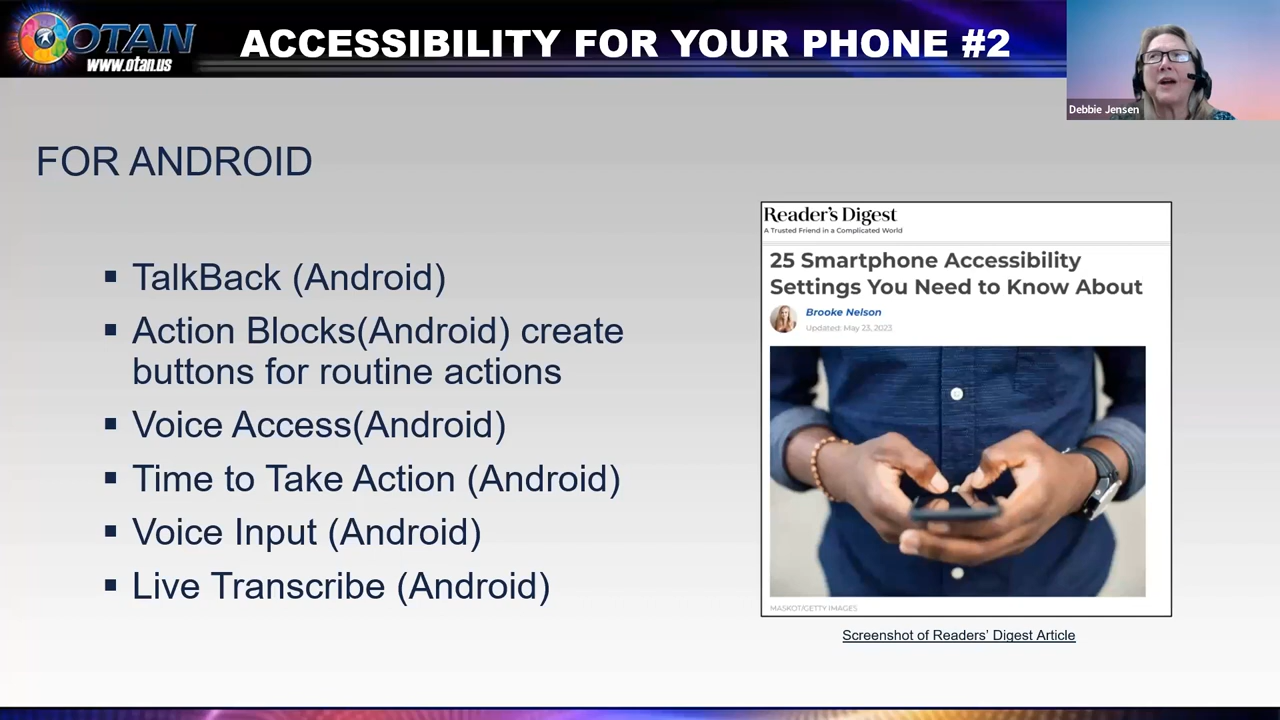 OTAN
www.otan.us
ACCESSIBILITY FOR YOUR PHONE #2
Debbie Jensen
FOR ANDROID
▪ TalkBack (Android)
▪ Action Blocks(Android) create
buttons for routine actions
▪ Voice Access(Android)
▪ Time to Take Action (Android)
▪ Voice Input (Android)
▪ Live Transcribe (Android)
Reader's Digest
A Trusted Friend in a Complicated World
25 Smartphone Accessibility
Settings You Need to Know About
Brooke Nelson
Updated: May 23, 2023
MASKOT/GETTY IMAGES
Screenshot of Readers' Digest Article